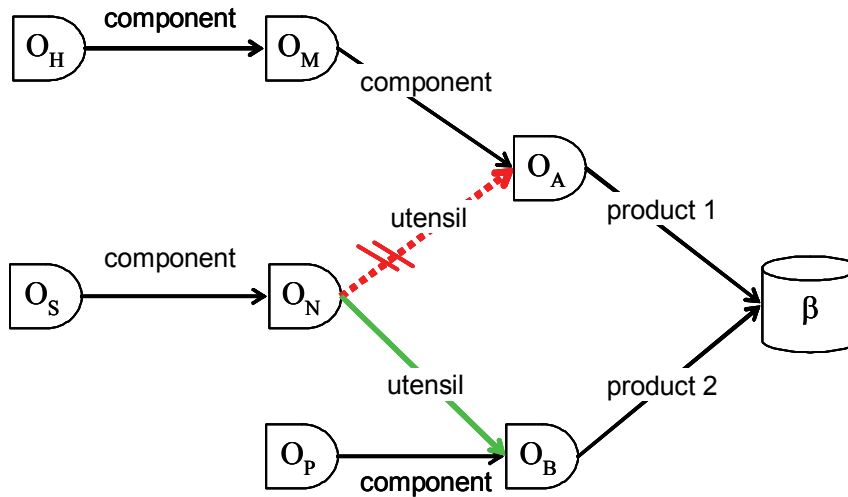 component
O_H
O_M
component
O_A
utensil
product 1
component
O_S
O_N
β
utensil
product 2
O_P
O_B
component